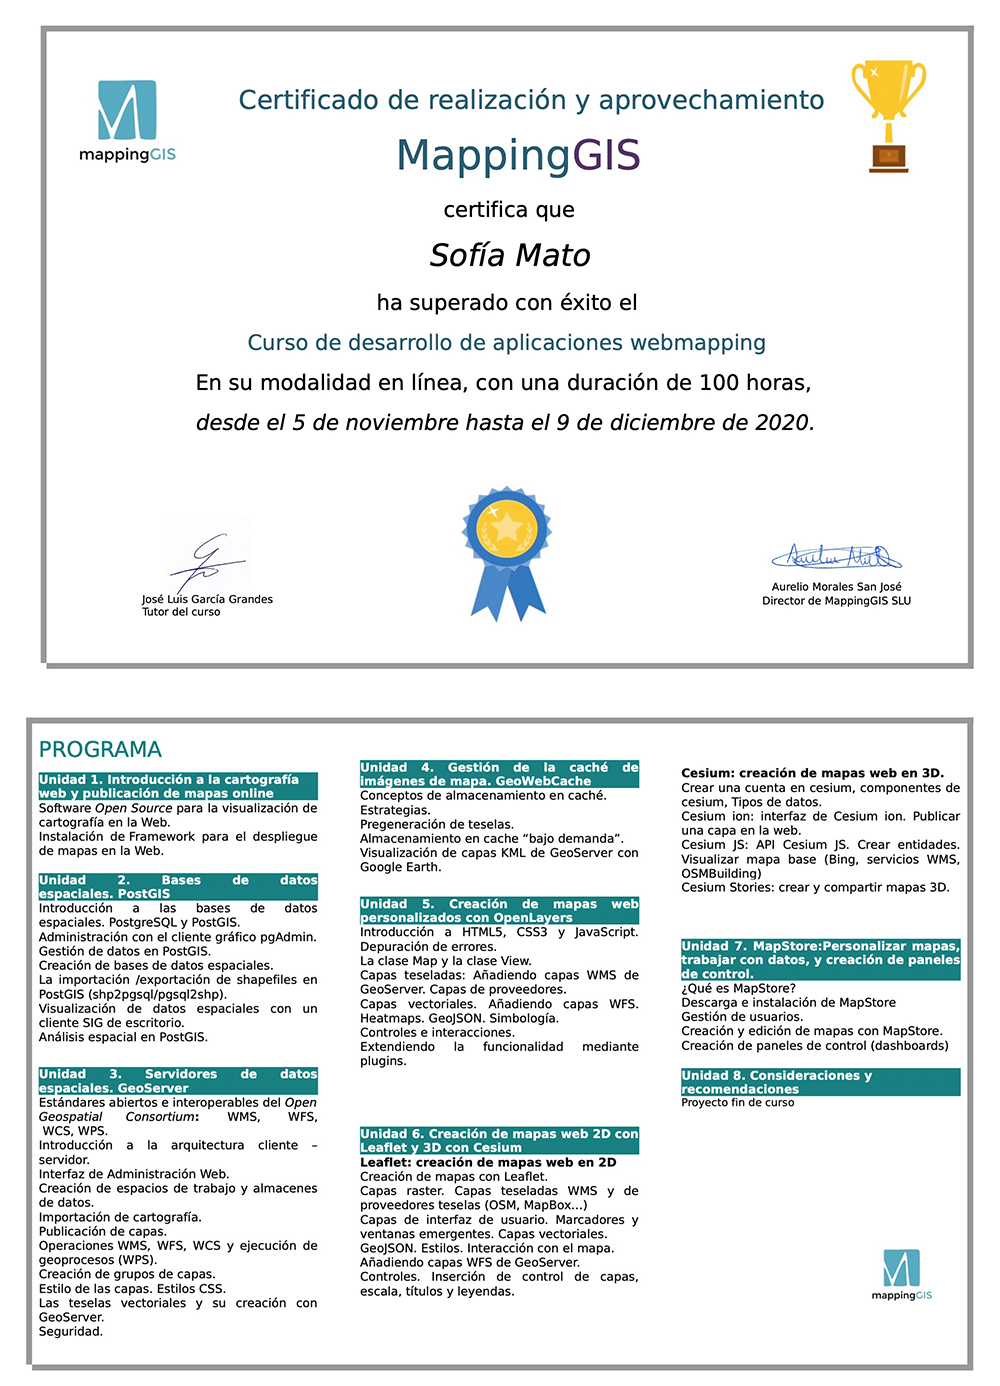 mappingGIS
Certificado de realización y aprovechamiento
MappingGIS
certifica que
Sofía Mato
ha superado con éxito el
Curso de desarrollo de aplicaciones webmapping
En su modalidad en línea, con una duración de 100 horas,
desde el 5 de noviembre hasta el 9 de diciembre de 2020.
José Luis García Grandes
Tutor del curso
Aurelio Morales San José
Director de MappingGIS SLU
PROGRAMA
Unidad 1. Introducción a la cartografía
web y publicación de mapas online
Software Open Source para la visualización de
cartografía en la Web.
Instalación de Framework para el despliegue
de mapas en la Web.
Unidad 2. Bases de datos
espaciales. PostGIS
Introducción a las bases de datos
espaciales. PostgreSQL y PostGIS.
Administración con el cliente gráfico pgAdmin.
Gestión de datos en PostGIS.
Creación de bases de datos espaciales.
La importación /exportación de shapefiles en
PostGIS (shp2pgsql/pgsql2shp).
Visualización de datos espaciales con un
cliente SIG de escritorio.
Análisis espacial en PostGIS.
Unidad 3. Servidores de datos
espaciales. GeoServer
Estándares abiertos e interoperables del Open
Geospatial Consortium: WMS, WFS,
WCS, WPS.
Introducción a la arquitectura cliente –
servidor.
Interfaz de Administración Web.
Creación de espacios de trabajo y almacenes
de datos.
Importación de cartografía.
Publicación de capas.
Operaciones WMS, WFS, WCS y ejecución de
geoprocesos (WPS).
Creación de grupos de capas.
Estilo de las capas. Estilos CSS.
Las teselas vectoriales y su creación con
GeoServer.
Seguridad.
Unidad 4. Gestión de la caché de
imágenes de mapa. GeoWebCache
Conceptos de almacenamiento en caché.
Estrategias.
Pregeneración de teselas.
Almacenamiento en cache “bajo demanda”.
Visualización de capas KML de GeoServer con
Google Earth.
Unidad 5. Creación de mapas web
personalizados con OpenLayers
Introducción a HTML5, CSS3 y JavaScript.
Depuración de errores.
La clase Map y la clase View.
Capas teseladas: Añadiendo capas WMS de
GeoServer. Capas de proveedores.
Capas vectoriales. Añadiendo capas WFS.
Heatmaps. GeoJSON. Simbología.
Controles e interacciones.
Extendiendo la funcionalidad mediante
plugins.
Unidad 6. Creación de mapas web 2D con
Leaflet y 3D con Cesium
Leaflet: creación de mapas web en 2D
Creación de mapas con Leaflet.
Capas raster. Capas teseladas WMS y de
proveedores teselas (OSM, MapBox...)
Capas de interfaz de usuario. Marcadores y
ventanas emergentes. Capas vectoriales.
GeoJSON. Estilos. Interacción con el mapa.
Añadiendo capas WFS de GeoServer.
Controles. Inserción de control de capas,
escala, títulos y leyendas.
Cesium: creación de mapas web en 3D.
Crear una cuenta en cesium, componentes de
cesium, Tipos de datos.
Cesium ion: interfaz de Cesium ion. Publicar
una capa en la web.
Cesium JS: API Cesium JS. Crear entidades.
Visualizar mapa base (Bing, servicios WMS,
OSMBuilding)
Cesium Stories: crear y compartir mapas 3D.
Unidad 7. MapStore:Personalizar mapas,
trabajar con datos, y creación de paneles
de control.
¿Qué es MapStore?
Descarga e instalación de MapStore
Gestión de usuarios.
Creación y edición de mapas con MapStore.
Creación de paneles de control (dashboards)
Unidad 8. Consideraciones y
recomendaciones
Proyecto fin de curso
mappingGIS